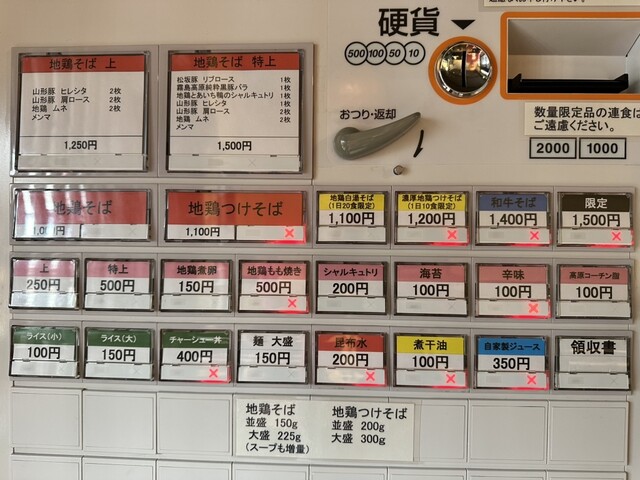 硬貨
500 100 50 10
おつり・返却
数量限定品の連食は
ご遠慮ください。
2000 1000
地鶏そば 上
山形豚 ヒレシタ 2枚
山形豚 肩ロース 2枚
地鶏 ムネ 2枚
メンマ
1,250円
地鶏そば 特上
松坂豚 リブロース 1枚
霧島高原純粋黒豚バラ 1枚
地鶏とあいち鴨のシャルキュトリ 1枚
山形豚 ヒレシタ 1枚
山形豚 肩ロース 2枚
地鶏 ムネ 2枚
メンマ
1,500円
地鶏そば
地鶏つけそば
1,100円
地鶏白湯そば
(1日20食限定)
1,100円
濃厚地鶏つけそば
(1日10食限定)
1,200円
和牛そば
1,400円
限定
1,500円
上
250円
特上
500円
地鶏煮卵
150円
地鶏もも焼き
500円
シャルキュトリ
200円
海苔
100円
辛味
100円
100円
ライス(小)
100円
ライス(大)
150円
チャーシュー丼
400円
麺 大盛
150円
昆布水
200円
煮干油
100円
自家製ジュース
350円
領収書
地鶏そば
並盛 150g
大盛 225g
(スープも増量)
地鶏つけそば
並盛 200g
大盛 300g